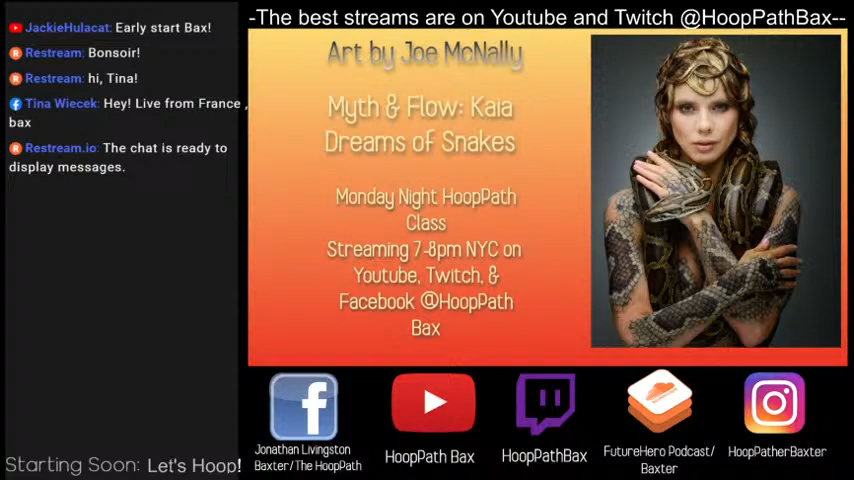 -The best streams are on Youtube and Twitch @HoopPathBax--
JackieHulacat: Early start Bax!
Restream: Bonsoir!
Restream: hi, Tina!
Tina Wiecek: Hey! Live from France ,
bax
Restream.io: The chat is ready to
display messages.
Art by Joe McNally
Myth & Flow: Kaia
Dreams of Snakes
Monday Night HoopPath
Class
Streaming 7-8pm NYC on
Youtube, Twitch, &
Facebook @HoopPath
Bax
Jonathan Livingston
Baxter/The HoopPath
HoopPath Bax
HoopPathBax
FutureHero Podcast/
Baxter
HoopPatherBaxter
Starting Soon: Let's Hoop!